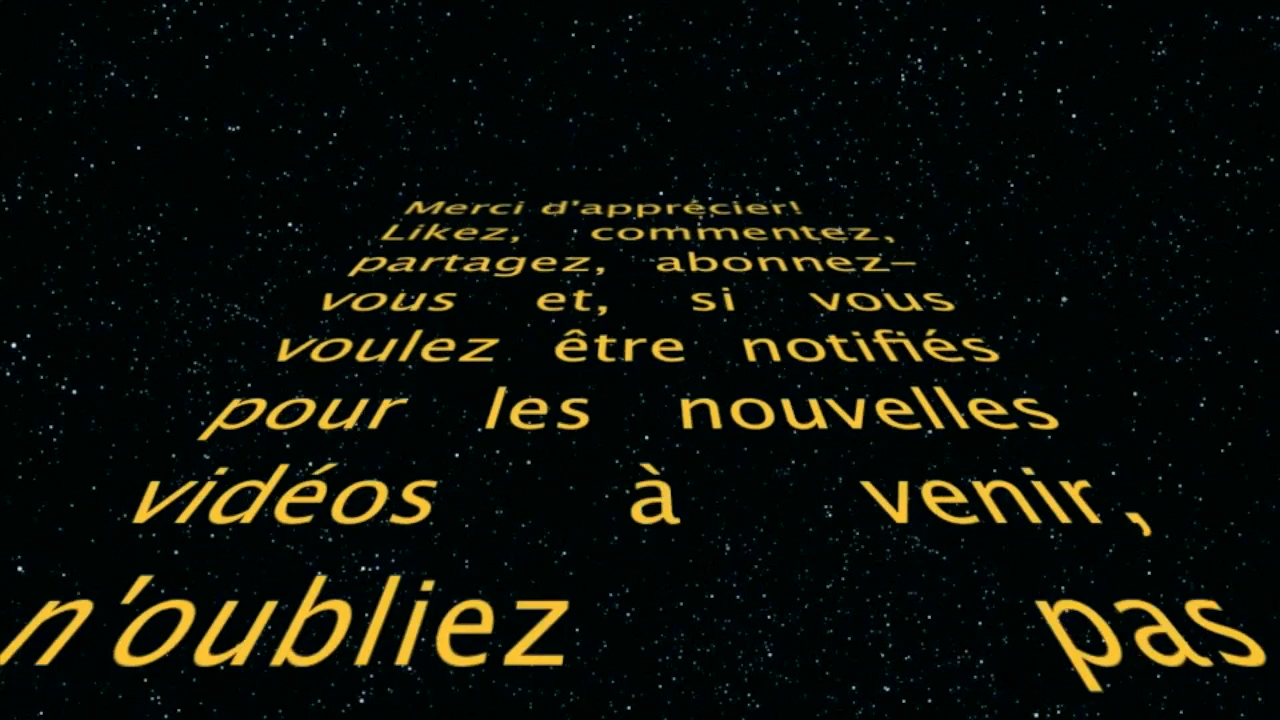 Merci d'apprécier!
Likez, commentez,
partagez, abonnez-
vous et, si vous
voulez être notifiés
pour les nouvelles
vidéos à venir,
n'oubliez pas